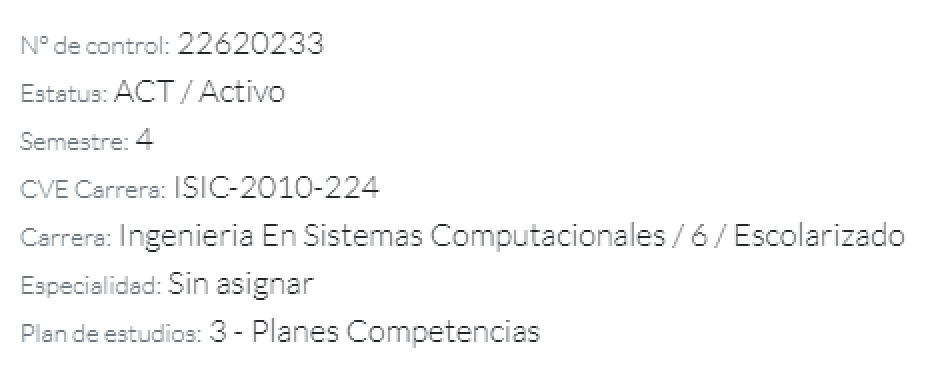 N° de control: 22620233
Estatus: ACT / Activo
Semestre: 4
CVE Carrera: ISIC-2010-224
Carrera: Ingenieria En Sistemas Computacionales / 6 / Escolarizado
Especialidad: Sin asignar
Plan de estudios: 3 - Planes Competencias